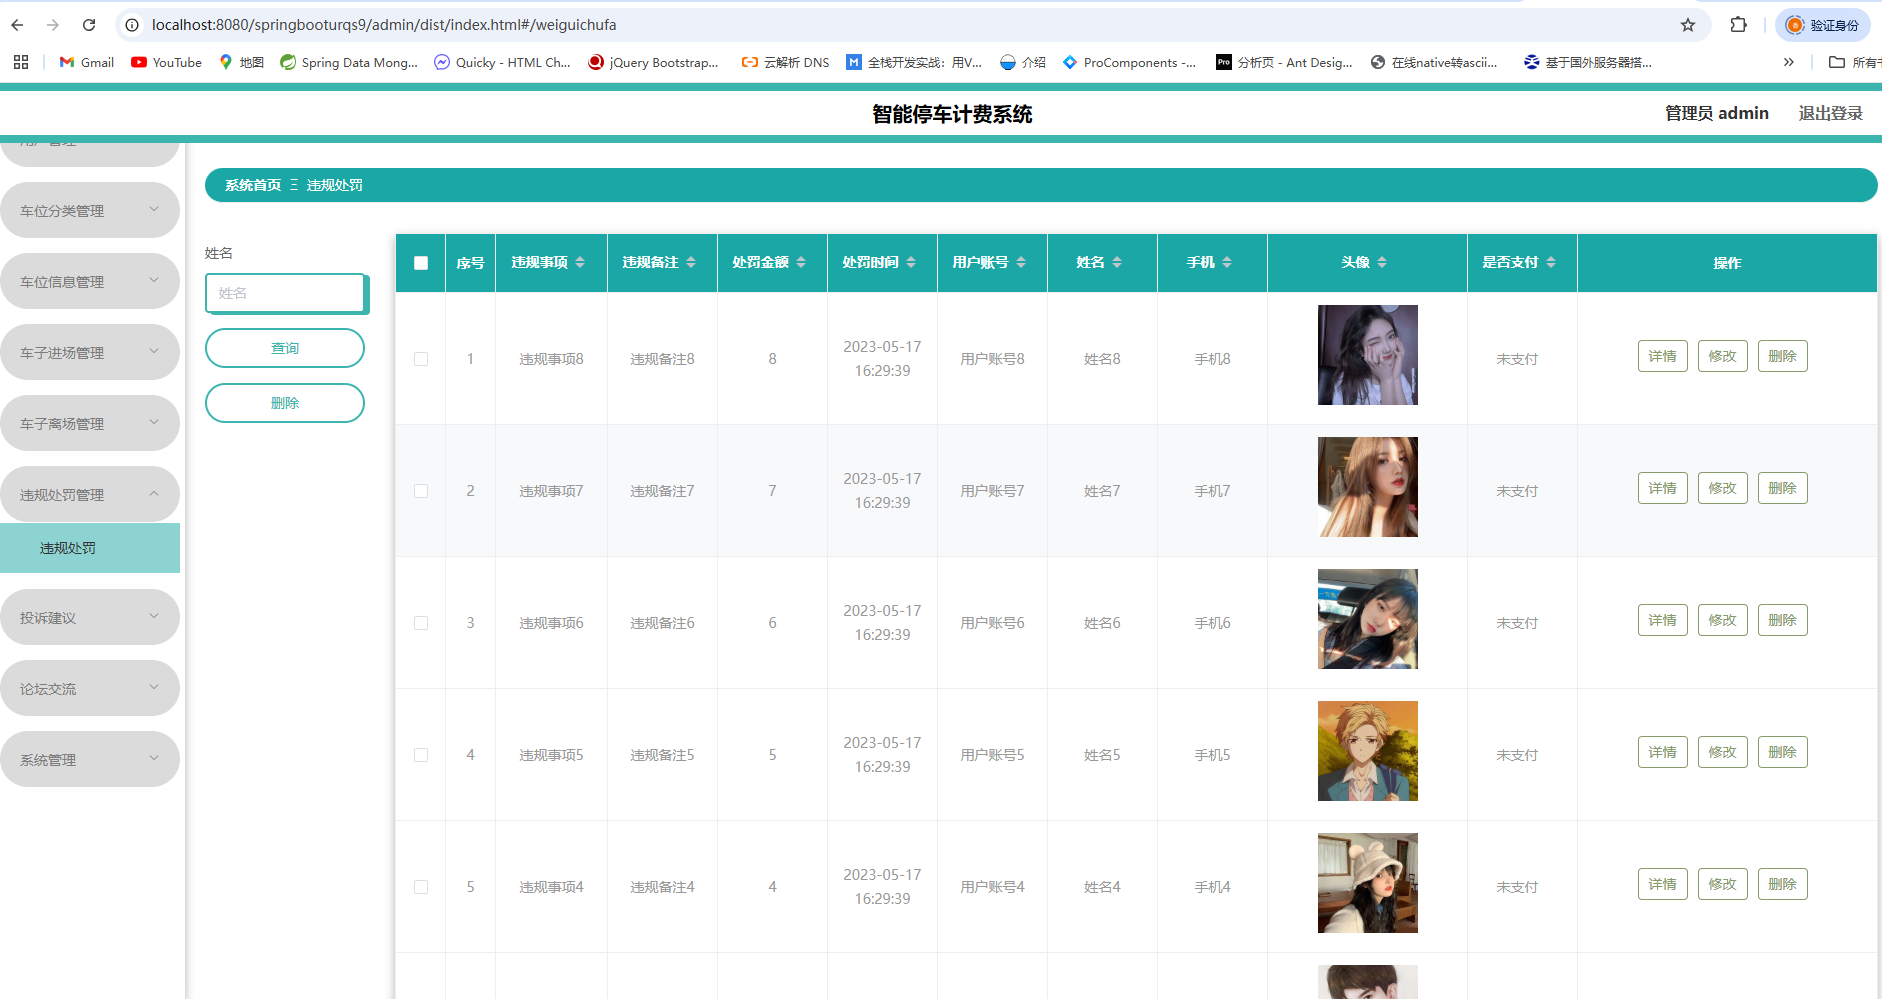 localhost:8080/springbooturqs9/admin/dist/index.html#/weiguichufa
验证身份
Gmail
YouTube
地图
Spring Data Mong...
Quicky - HTML Ch...
jQuery Bootstrap...
云解析 DNS
全栈开发实战：用V...
介绍
ProComponents -...
Pro
分析页 - Ant Desig...
在线native转ascii...
基于国外服务器搭...
»
所有书
智能停车计费系统
管理员 admin
退出登录
用户管理
车位分类管理
车位信息管理
车子进场管理
车子离场管理
违规处罚管理
违规处罚
投诉建议
论坛交流
系统管理
系统首页 Ξ 违规处罚
姓名
姓名
查询
删除
序号 违规事项 违规备注 处罚金额 处罚时间 用户账号 姓名 手机 头像 是否支付 操作
1 违规事项8 违规备注8 8 2023-05-17 16:29:39 用户账号8 姓名8 手机8 未支付 详情 修改 删除
2 违规事项7 违规备注7 7 2023-05-17 16:29:39 用户账号7 姓名7 手机7 未支付 详情 修改 删除
3 违规事项6 违规备注6 6 2023-05-17 16:29:39 用户账号6 姓名6 手机6 未支付 详情 修改 删除
4 违规事项5 违规备注5 5 2023-05-17 16:29:39 用户账号5 姓名5 手机5 未支付 详情 修改 删除
5 违规事项4 违规备注4 4 2023-05-17 16:29:39 用户账号4 姓名4 手机4 未支付 详情 修改 删除